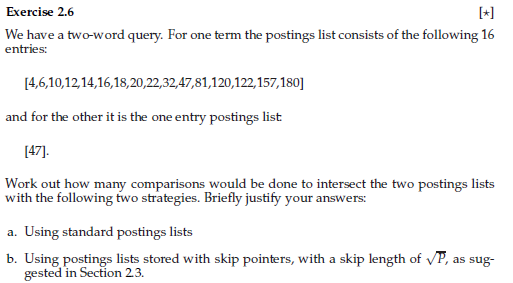 Exercise 2.6 [⋆]
We have a two-word query. For one term the postings list consists of the following 16
entries:
[4,6,10,12,14,16,18,20,22,32,47,81,120,122,157,180]
and for the other it is the one entry postings list:
[47].
Work out how many comparisons would be done to intersect the two postings lists
with the following two strategies. Briefly justify your answers:
a. Using standard postings lists
b. Using postings lists stored with skip pointers, with a skip length of √P, as sug-
gested in Section 2.3.